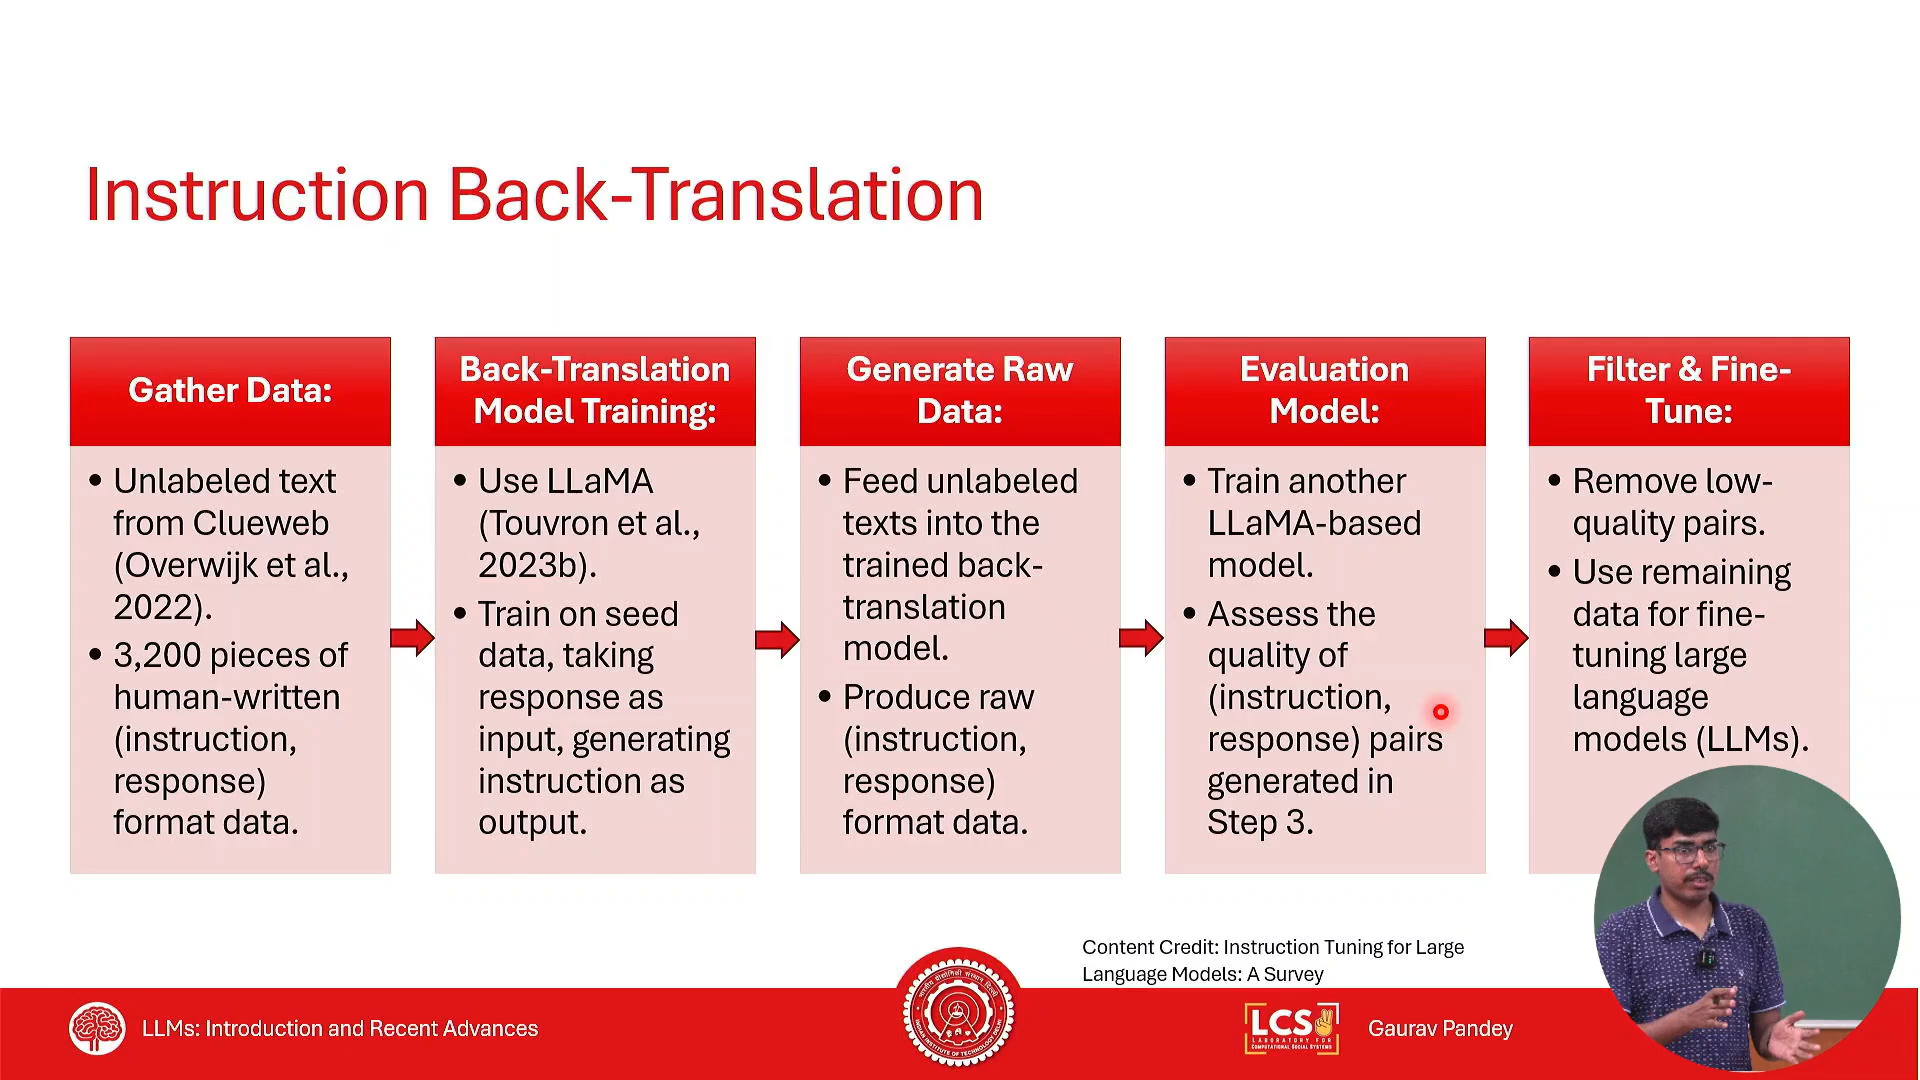 Instruction Back-Translation
Gather Data:
• Unlabeled text
from Clueweb
(Overwijk et al.,
2022).
• 3,200 pieces of
human-written
(instruction,
response)
format data.
Back-Translation
Model Training:
• Use LLaMA
(Touvron et al.,
2023b).
• Train on seed
data, taking
response as
input, generating
instruction as
output.
Generate Raw
Data:
• Feed unlabeled
texts into the
trained back-
translation
model.
• Produce raw
(instruction,
response)
format data.
Evaluation
Model:
• Train another
LLaMA-based
model.
• Assess the
quality of
(instruction,
response) pairs
generated in
Step 3.
Filter & Fine-
Tune:
• Remove low-
quality pairs.
• Use remaining
data for fine-
tuning large
language
models (LLMs).
Content Credit: Instruction Tuning for Large
Language Models: A Survey
LLMs: Introduction and Recent Advances
LCS
LABORATORY FOR
COMPUTATIONAL SOCIAL SYSTEMS
Gaurav Pandey